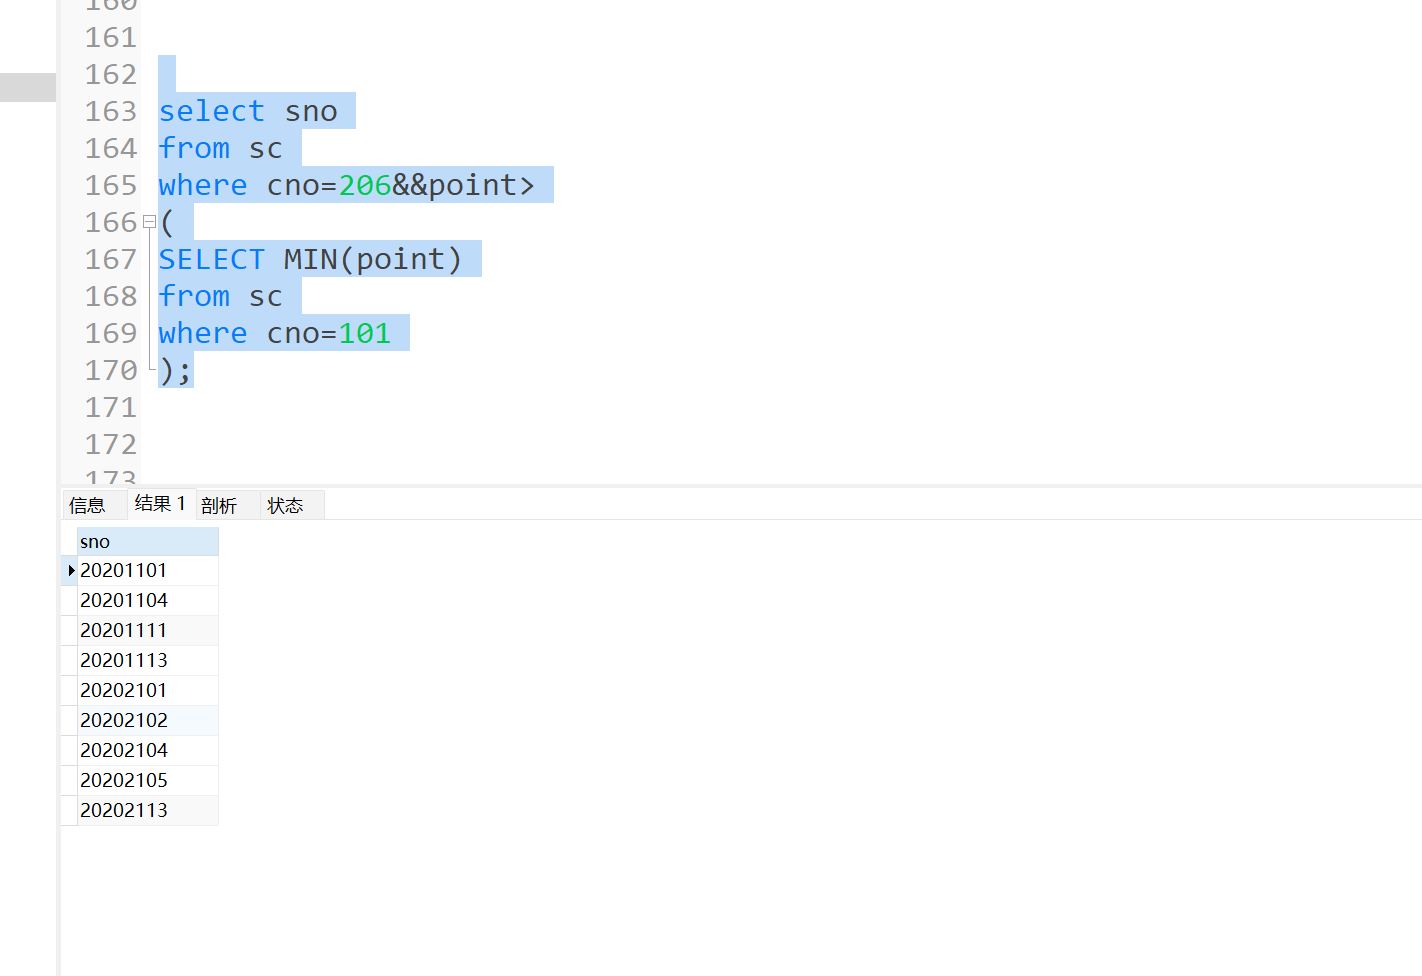 160
161
162
163 select sno
164 from sc
165 where cno=206&&point>
166 (
167 SELECT MIN(point)
168 from sc
169 where cno=101
170 );
171
172
173
信息 结果 1 剖析 状态
sno
20201101
20201104
20201111
20201113
20202101
20202102
20202104
20202105
20202113